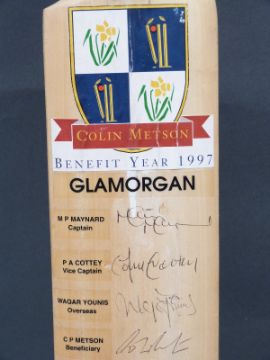 COLIN METSON
BENEFIT YEAR 1997
GLAMORGAN
M P MAYNARD
Captain
P A COTTEY
Vice Captain
WAQAR YOUNIS
Overseas
C P METSON
Beneficiary